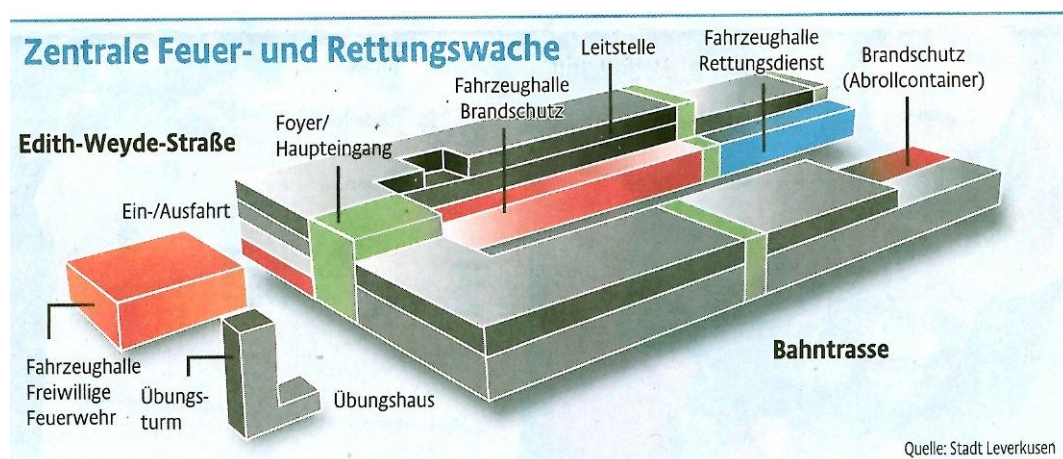 Zentrale Feuer- und Rettungswache
Leitstelle
Fahrzeughalle
Rettungsdienst
Brandschutz
(Abrollcontainer)
Fahrzeughalle
Brandschutz
Foyer/
Haupteingang
Edith-Weyde-Straße
Ein-/Ausfahrt
Fahrzeughalle
Freiwillige
Feuerwehr
Übungs-
turm
Übungshaus
Bahntrasse
Quelle: Stadt Leverkusen